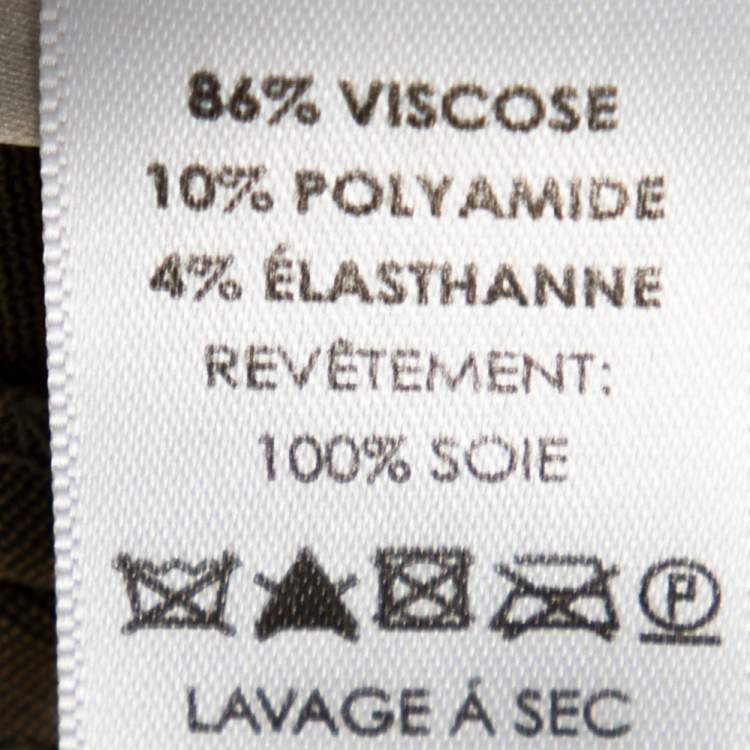 86% VISCOSE
10% POLYAMIDE
4% ÉLASTHANNE
REVÊTEMENT:
100% SOIE
P
LAVAGE Á SEC